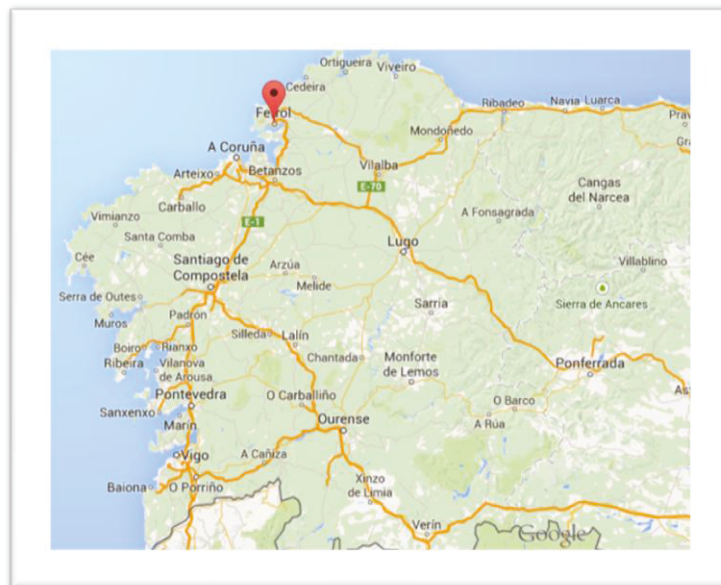 Ortigueira
Viveiro
Cedeira
Ferrol
Ribadeo
Navia
Luarca
Mondoñedo
A Coruña
Arteixo
Betanzos
Vilalba
E-70
Carballo
Cangas
del Narcea
A Fonsagrada
Vimianzo
E-1
Santa Comba
Lugo
Cée
Santiago de
Compostela
Arzúa
Villablino
Melide
Serra de Outes
Sarria
Sierra de Ancares
Muros
Padrón
Silleda
Lalín
Boiro
Rianxo
Chantada
Monforte
de Lemos
Ponferrada
Ribeira
Vilanova
de Arousa
Pontevedra
O Carballiño
O Barco
Sanxenxo
Marín
Ourense
A Rúa
Vigo
A Cañiza
Baiona
O Porriño
Xinzo
de Limia
Verín
Google